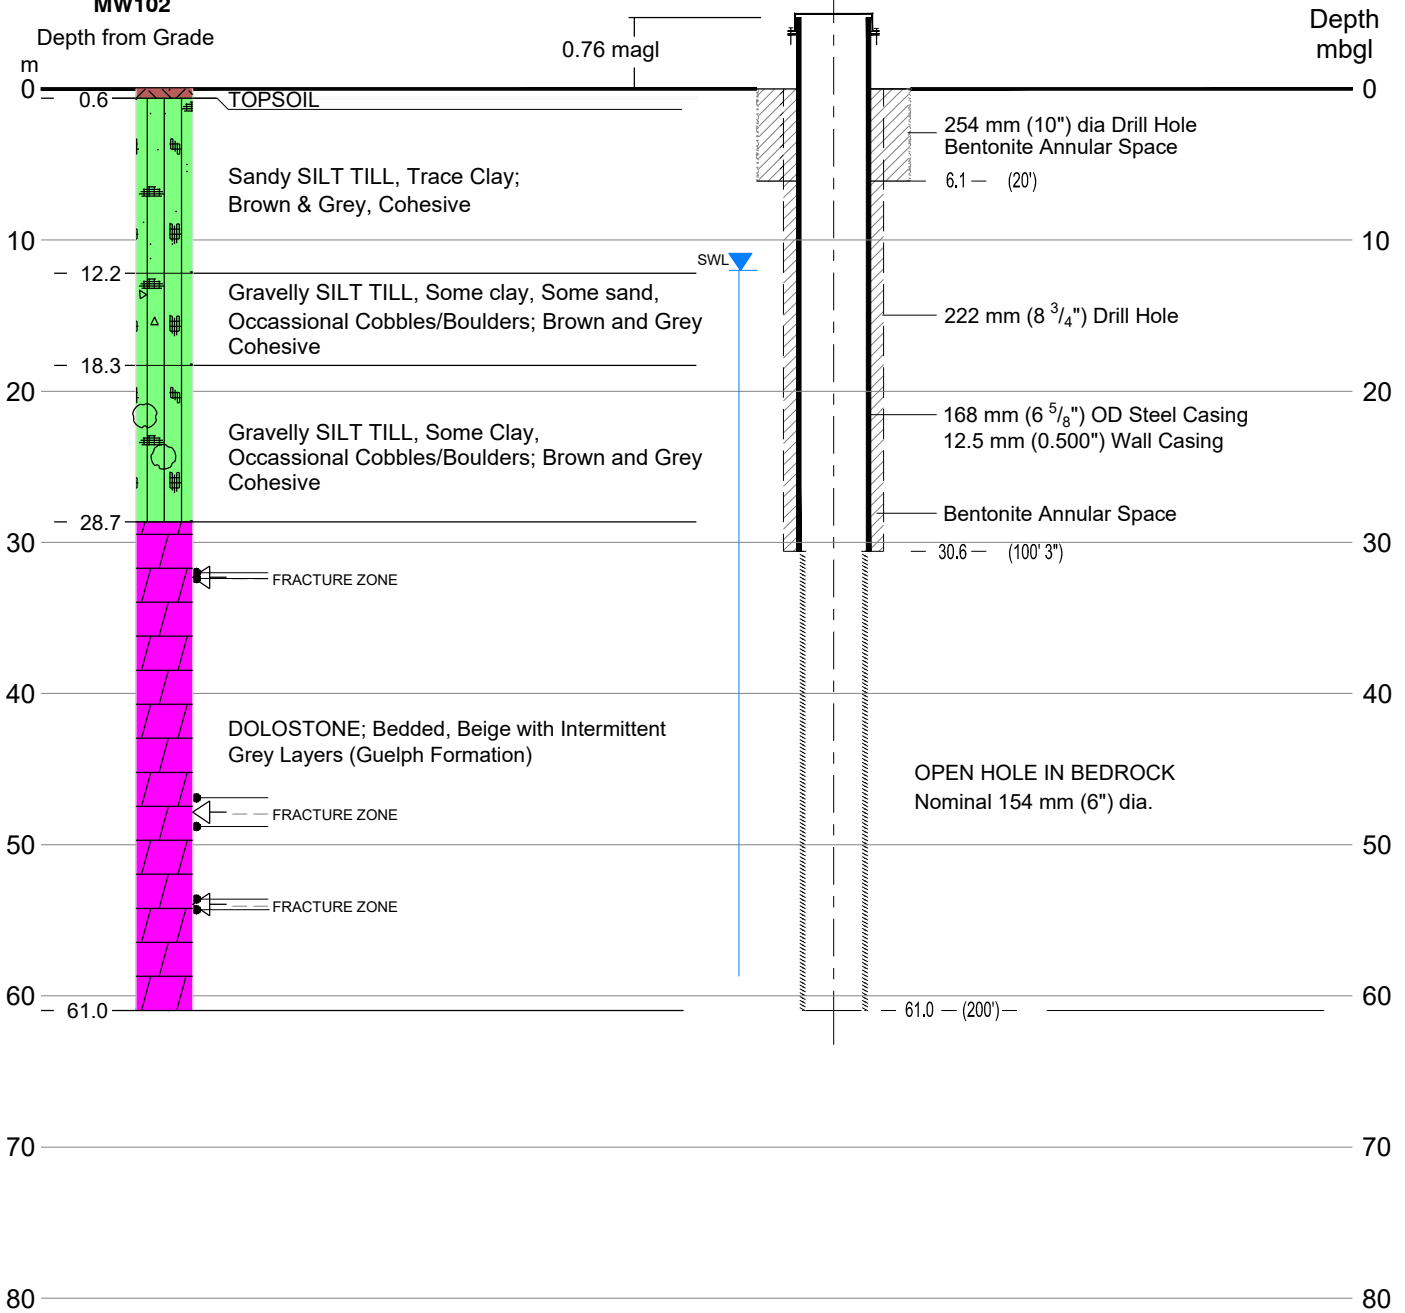 MW102
Depth from Grade
m
0
0.6
TOPSOIL
Sandy SILT TILL, Trace Clay;
Brown & Grey, Cohesive
10
12.2
Gravelly SILT TILL, Some clay, Some sand,
Occassional Cobbles/Boulders; Brown and Grey
Cohesive
18.3
20
Gravelly SILT TILL, Some Clay,
Occassional Cobbles/Boulders; Brown and Grey
Cohesive
28.7
30
FRACTURE ZONE
40
DOLOSTONE; Bedded, Beige with Intermittent
Grey Layers (Guelph Formation)
FRACTURE ZONE
50
FRACTURE ZONE
60
61.0
70
80
0.76 magl
SWL
Depth
mbgl
0
254 mm (10") dia Drill Hole
Bentonite Annular Space
6.1 (20')
10
222 mm (8 3/4") Drill Hole
20
168 mm (6 5/8") OD Steel Casing
12.5 mm (0.500") Wall Casing
Bentonite Annular Space
30
30.6 (100' 3")
40
OPEN HOLE IN BEDROCK
Nominal 154 mm (6") dia.
50
60
61.0 (200')
70
80